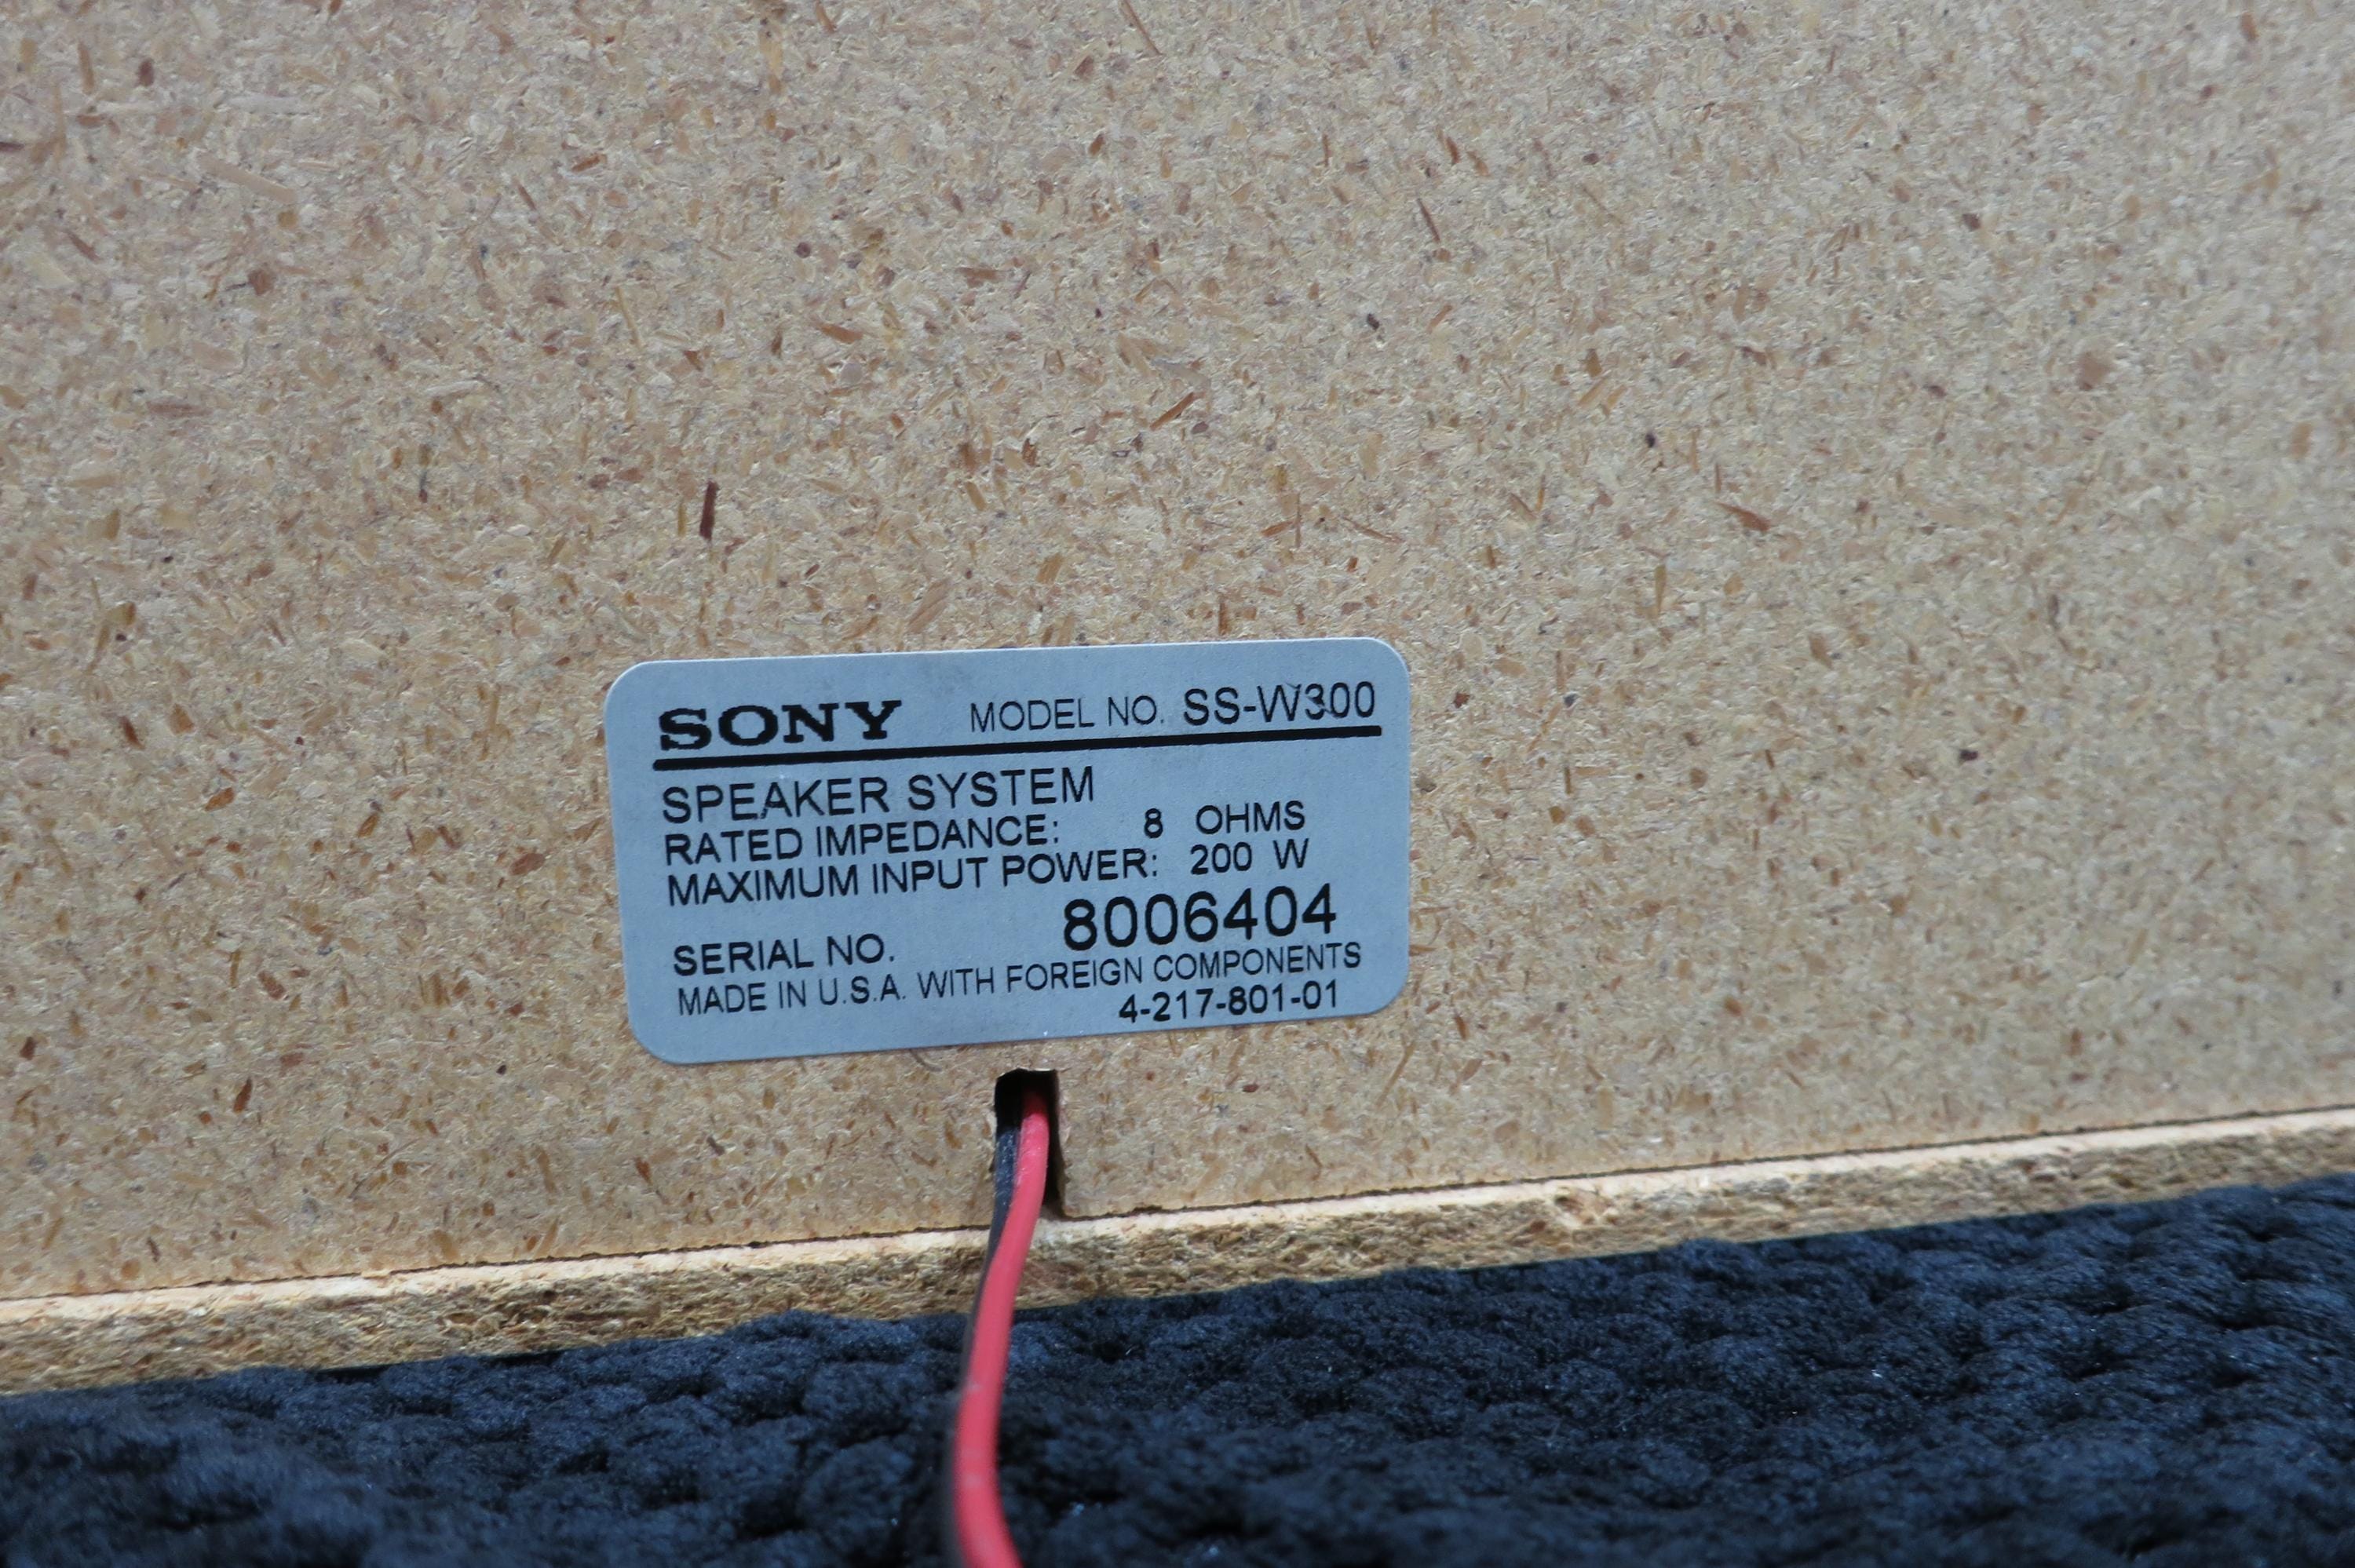 SONY MODEL NO. SS-W300
SPEAKER SYSTEM
RATED IMPEDANCE: 8 OHMS
MAXIMUM INPUT POWER: 200 W
SERIAL NO. 8006404
MADE IN U.S.A. WITH FOREIGN COMPONENTS
4-217-801-01